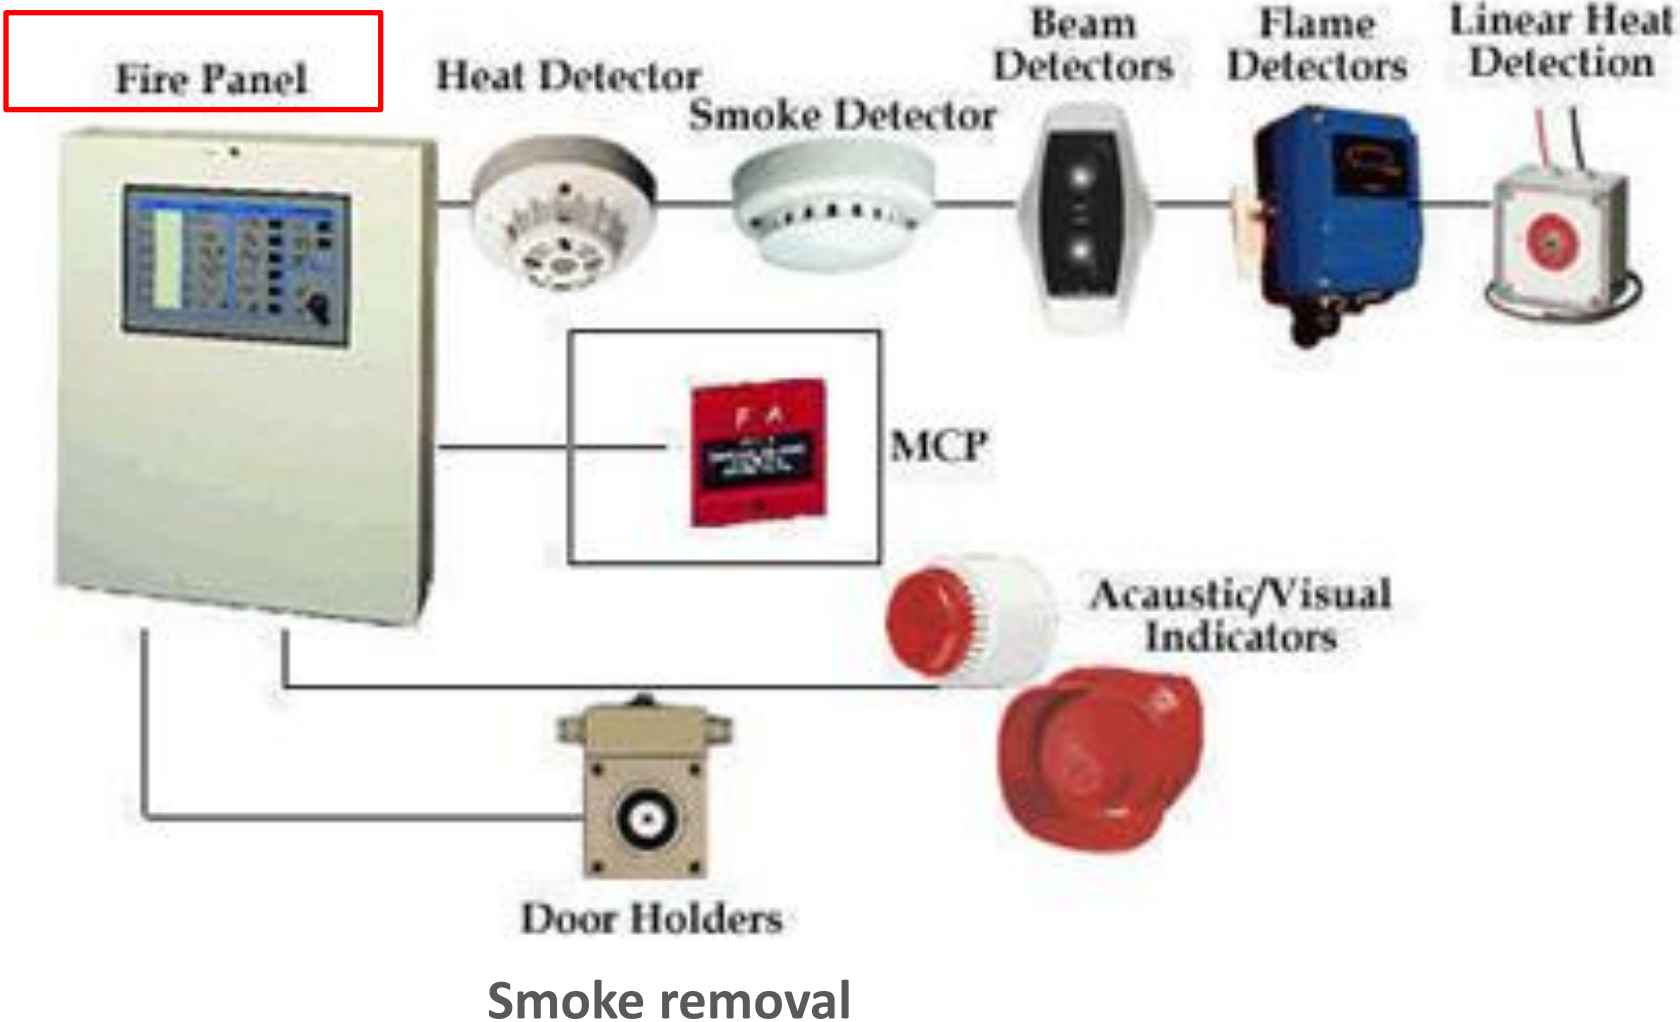 Fire Panel
Heat Detector
Smoke Detector
Beam
Detectors
Flame
Detectors
Linear Heat
Detection
F A
MCP
Acaustic/Visual
Indicators
Door Holders
Smoke removal